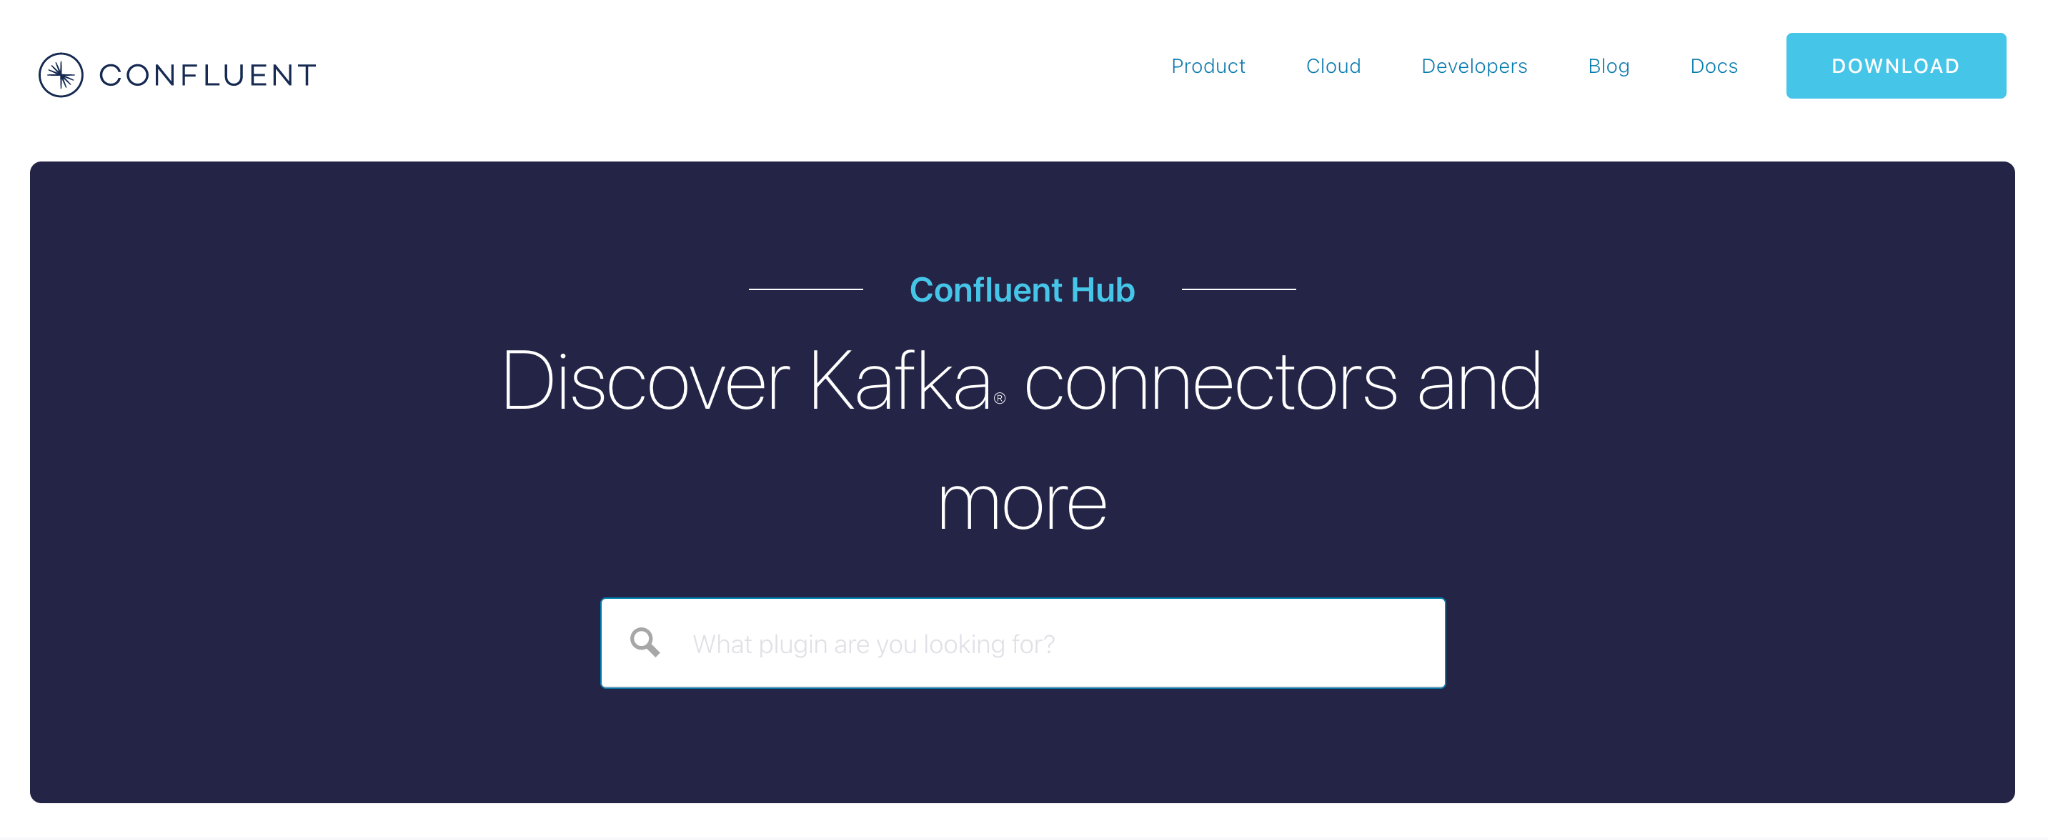 CONFLUENT
Product Cloud Developers Blog Docs DOWNLOAD
Confluent Hub
Discover Kafka® connectors and
more
What plugin are you looking for?